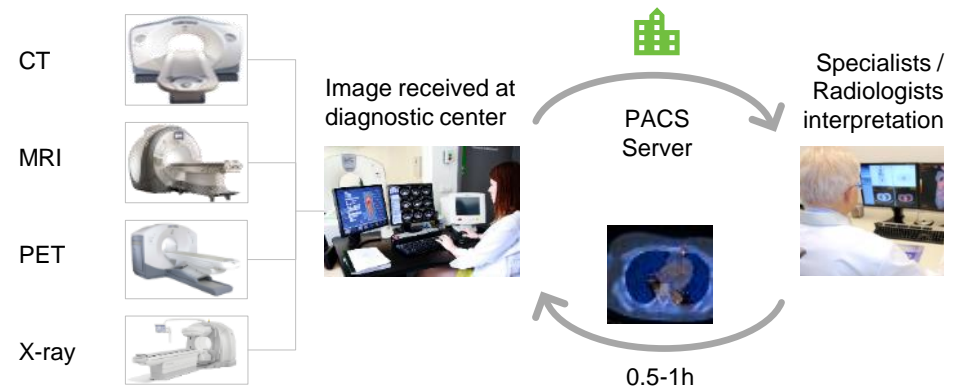 CT
MRI
PET
X-ray
Image received at
diagnostic center
PACS
Server
Specialists /
Radiologists
interpretation
0.5-1h